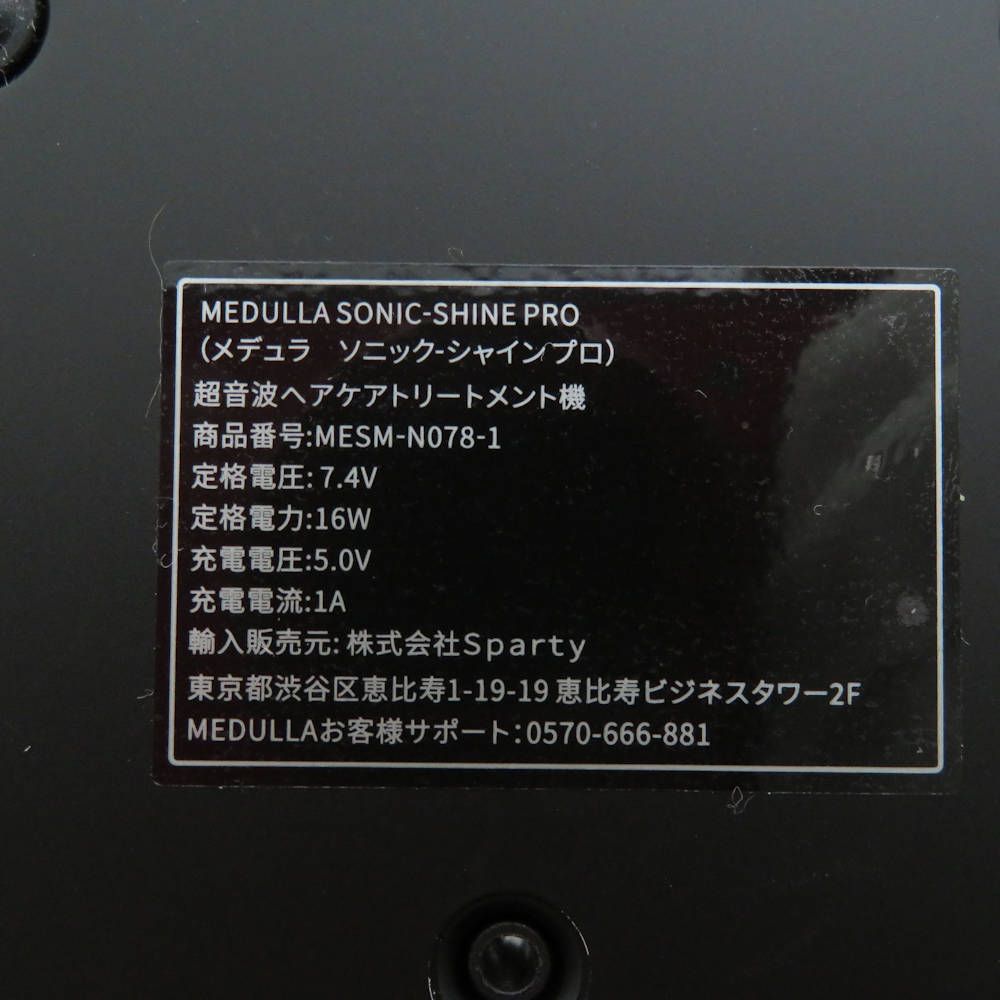 MEDULLA SONIC-SHINE PRO
(メデュラ　ソニック-シャインプロ)
超音波ヘアケアトリートメント機
商品番号:MESM-N078-1
定格電圧: 7.4V
定格電力:16W
充電電圧:5.0V
充電電流:1A
輸入販売元: 株式会社Sparty
東京都渋谷区恵比寿1-19-19 恵比寿ビジネスタワー2F
MEDULLAお客様サポート:0570-666-881